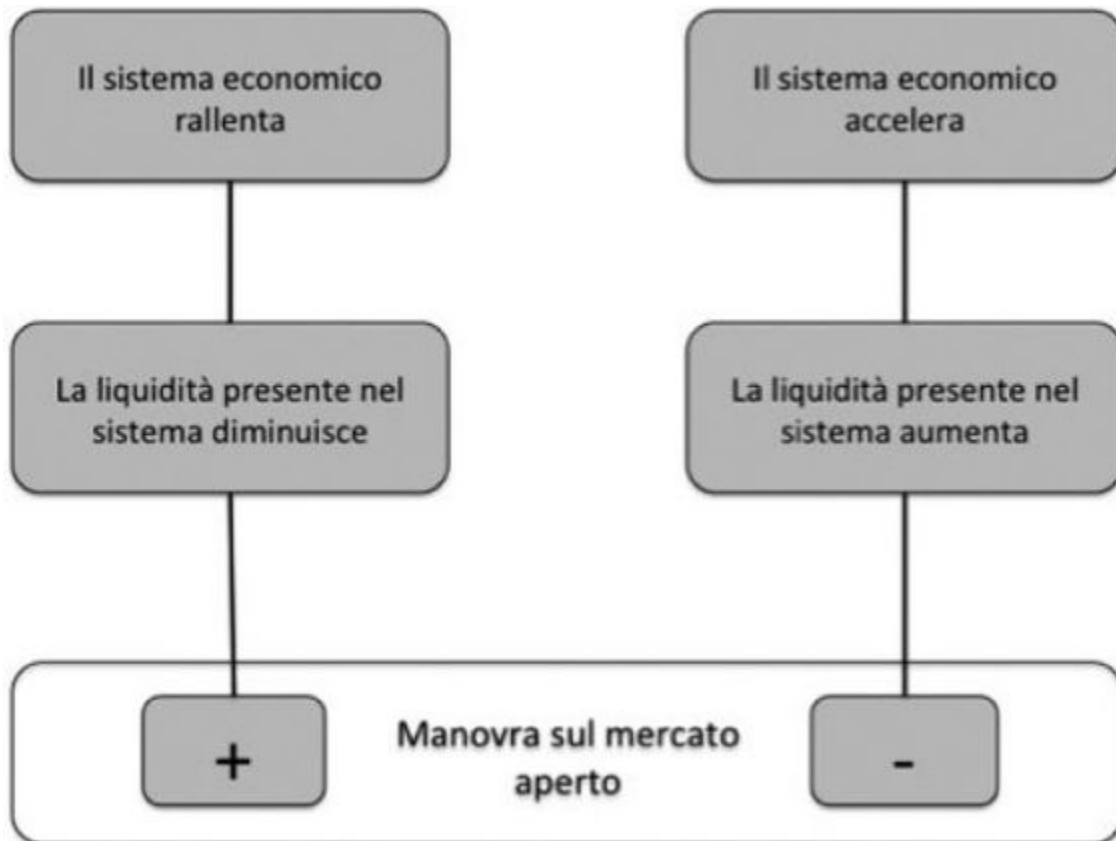 Il sistema economico
rallenta
Il sistema economico
accelera
La liquidità presente nel
sistema diminuisce
La liquidità presente nel
sistema aumenta
+
Manovra sul mercato
aperto
-